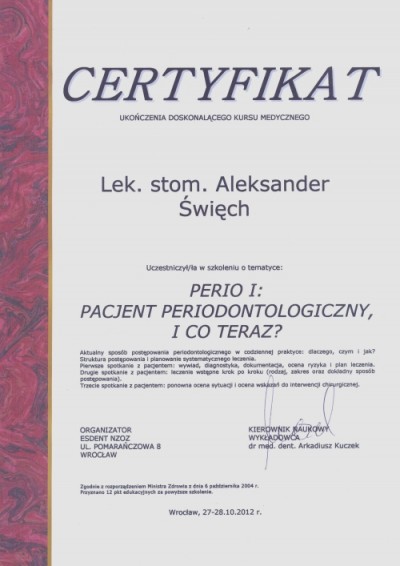 CERTYFIKAT
UKOŃCZENIA DOSKONALĄCEGO KURSU MEDYCZNEGO
Lek. stom. Aleksander
Święch
Uczestniczył/ła w szkoleniu o tematyce:
PERIO I:
PACJENT PERIODONTOLOGICZNY,
I CO TERAZ?
Aktualny sposób postępowania periodontologicznego w codziennej praktyce: dlaczego, czym i jak?
Struktura postępowania i planowanie systematycznego leczenia.
Pierwsze spotkanie z pacjentem: wywiad, diagnostyka, dokumentacja, ocena ryzyka i plan leczenia.
Drugie spotkanie z pacjentem: leczenie wstępne krok po kroku (rodzaj, zakres oraz dokładny sposób
postępowania).
Trzecie spotkanie z pacjentem: ponowna ocena sytuacji i ocena wskazań do interwencji chirurgicznej.
ORGANIZATOR
ESDENT NZOZ
UL. POMARAŃCZOWA 8
WROCŁAW
KIEROWNIK NAUKOWY
WYKŁADOWCA
dr med. dent. Arkadiusz Kuczek
Zgodnie z rozporządzeniem Ministra Zdrowia z dnia 6 października 2004 r.
Przyznano 12 pkt edukacyjnych za powyższe szkolenie.
Wrocław, 27-28.10.2012 r.